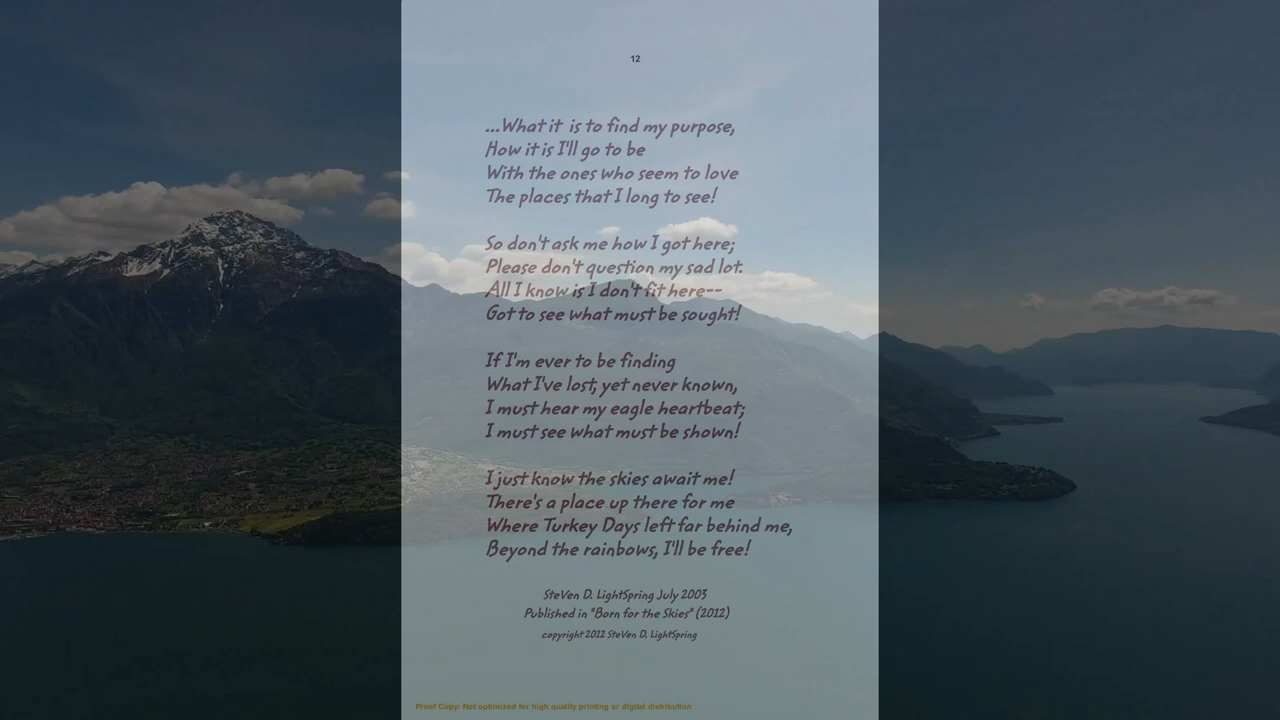 12
...What it is to find my purpose,
How it is I'll go to be
With the ones who seem to love
The places that I long to see!
So don't ask me how I got here;
Please don't question my sad lot.
All I know is I don't fit here--
Got to see what must be sought!
If I'm ever to be finding
What I've lost, yet never known,
I must hear my eagle heartbeat;
I must see what must be shown!
I just know the skies await me!
There's a place up there for me
Where Turkey Days left far behind me,
Beyond the rainbows, I'll be free!
SteVen D. LightSpring July 2003
Published in "Born for the Skies" (2012)
copyright 2012 SteVen D. LightSpring
Proof Copy: Not optimized for high quality printing or digital distribution